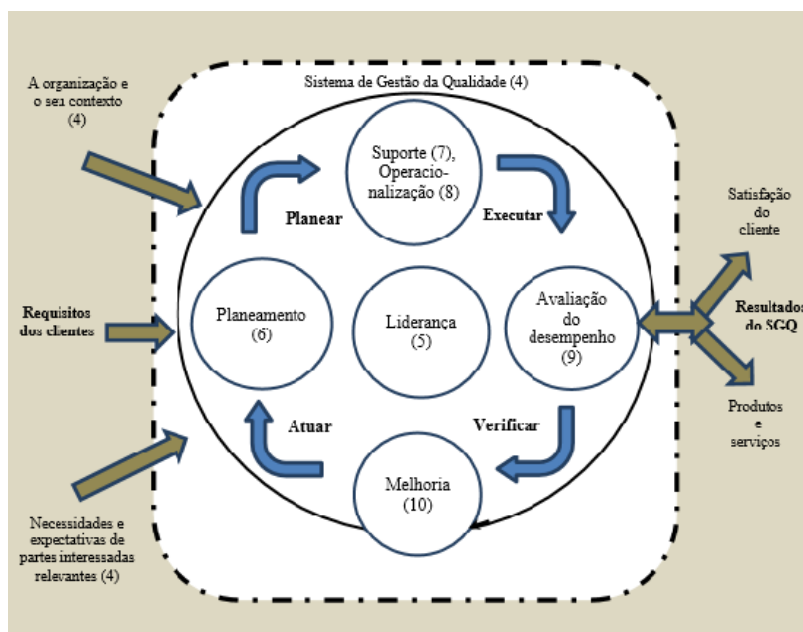 Sistema de Gestão da Qualidade (4)
A organização e
o seu contexto
(4)
Suporte (7),
Operacio-
nalização (8)
Planear
Executar
Satisfação
do
cliente
Requisitos
dos clientes
Planeamento
(6)
Liderança
(5)
Avaliação
do
desempenho
(9)
Resultados
do SGQ
Atuar
Verificar
Produtos
e
serviços
Melhoria
(10)
Necessidades e
expectativas de
partes interessadas
relevantes (4)